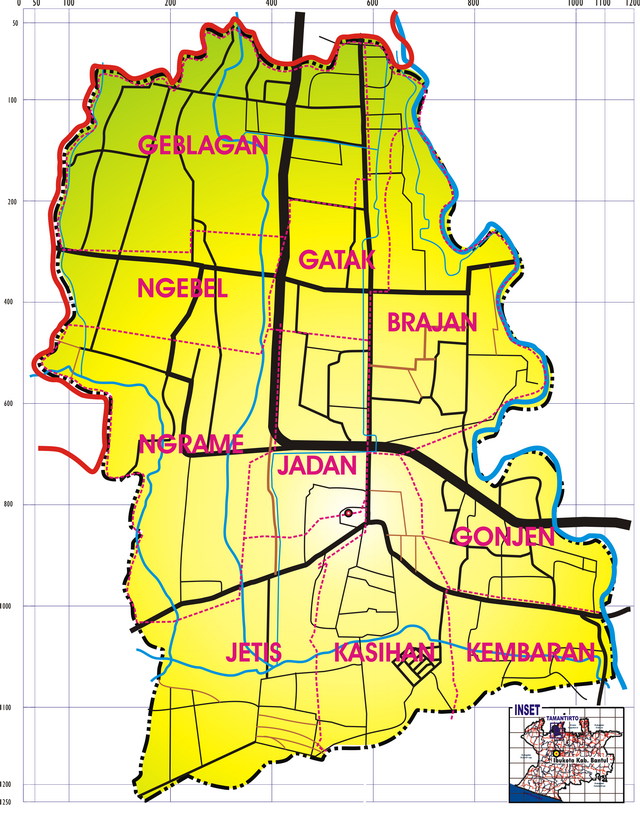 0 50 100 200 400 600 800 1000 1100 1200
50
100
200
400
600
800
1000
1100
1200
1250
GEBLAGAN
GATAK
NGEBEL
BRAJAN
NGRAME
JADAN
GONJEN
JETIS
KASIHAN
KEMBARAN
INSET
TAMANTIRTO
Ibukota Kab. Bantul